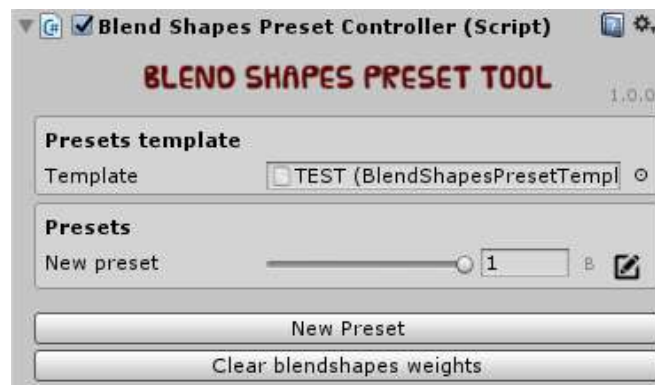 Blend Shapes Preset Controller (Script)
BLEND SHAPES PRESET TOOL
1.0.0
Presets template
Template TEST (BlendShapesPresetTempl
Presets
New preset 1 B
New Preset
Clear blendshapes weights